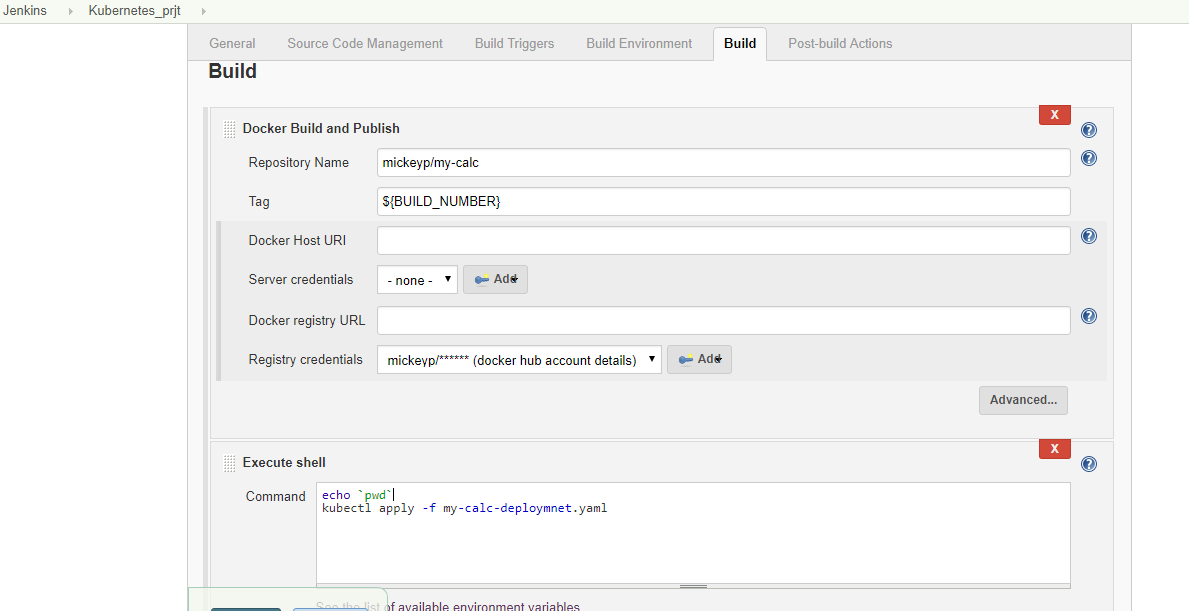 Jenkins Kubernetes_prjt
General Source Code Management Build Triggers Build Environment Build Post-build Actions
Build
X
Docker Build and Publish
?
Repository Name mickeyp/my-calc ?
Tag ${BUILD_NUMBER}
Docker Host URI ?
Server credentials - none - Add
Docker registry URL ?
Registry credentials mickeyp/****** (docker hub account details) Add
Advanced...
X
Execute shell ?
Command echo `pwd`
kubectl apply -f my-calc-deploymnet.yaml
See the list of available environment variables